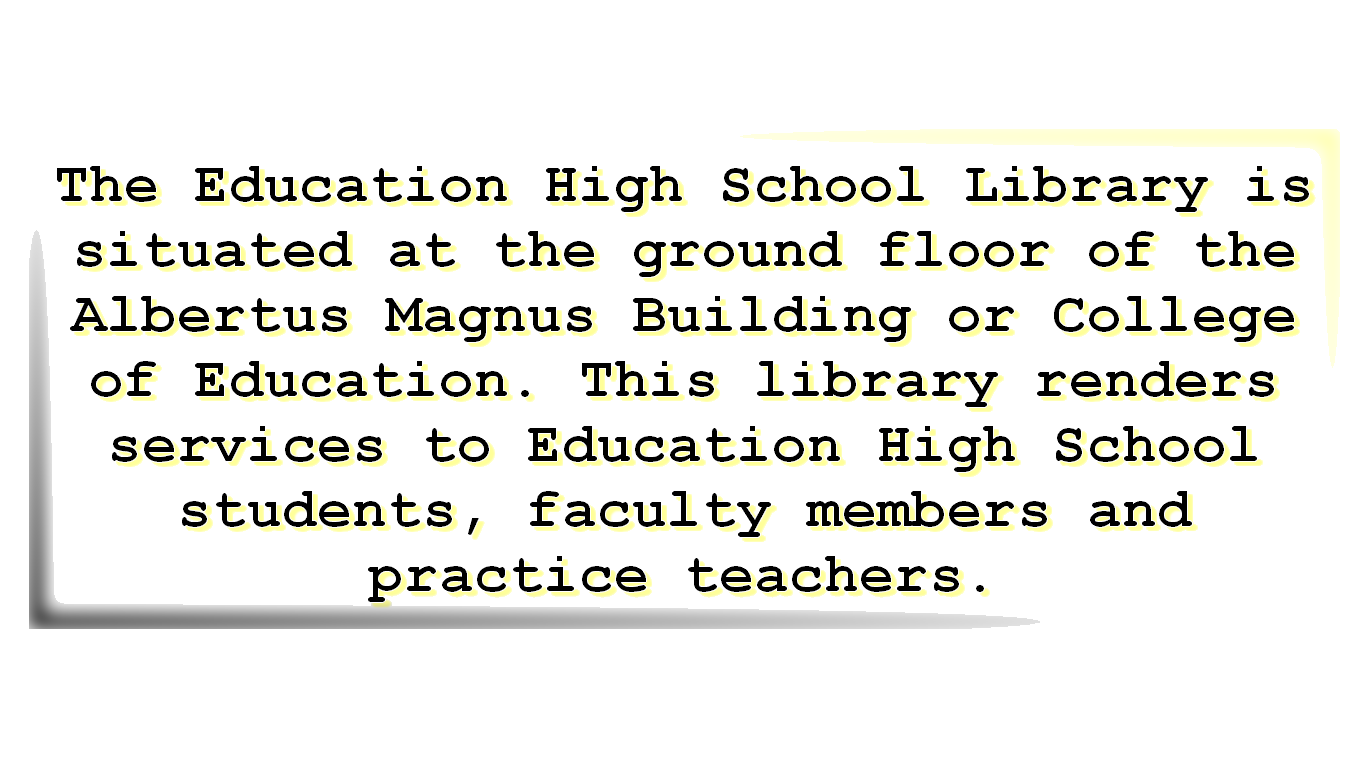 The Education High School Library is
situated at the ground floor of the
Albertus Magnus Building or College
of Education. This library renders
services to Education High School
students, faculty members and
practice teachers.